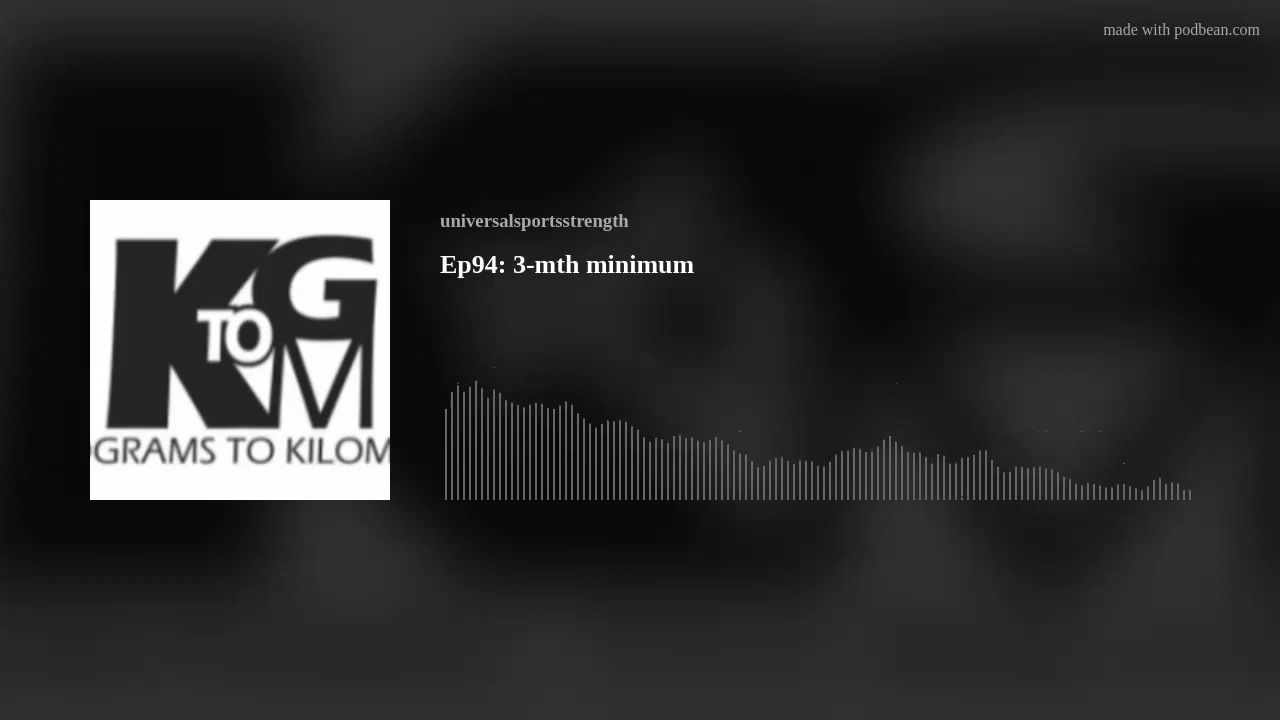 made with podbean.com
universalsportsstrength
Ep94: 3-mth minimum
K TO G
M
GRAMS TO KILOM